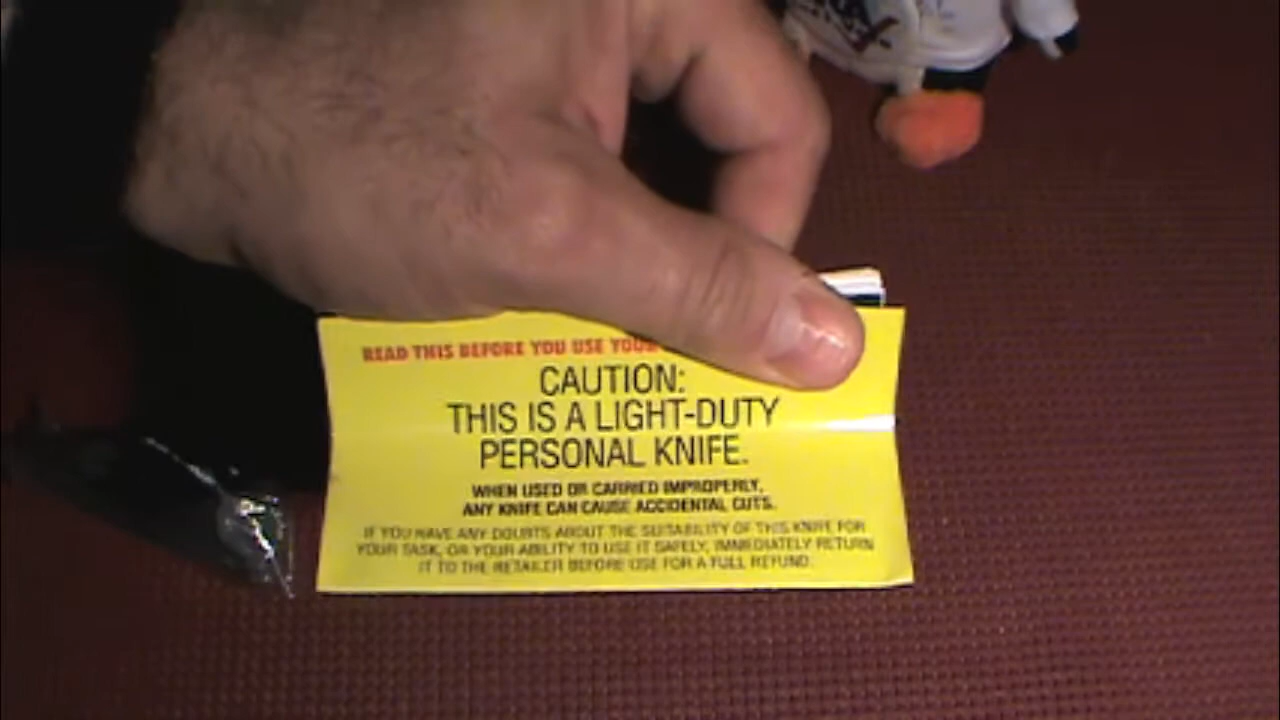 READ THIS BEFORE YOU USE YOUR
CAUTION:
THIS IS A LIGHT-DUTY
PERSONAL KNIFE.
WHEN USED OR CARRIED IMPROPERLY,
ANY KNIFE CAN CAUSE ACCIDENTAL CUTS.
IF YOU HAVE ANY DOUBTS ABOUT THE SUITABILITY OF THIS KNIFE FOR
YOUR TASK, OR YOUR ABILITY TO USE IT SAFELY, IMMEDIATELY RETURN
IT TO THE RETAILER BEFORE USE FOR A FULL REFUND.